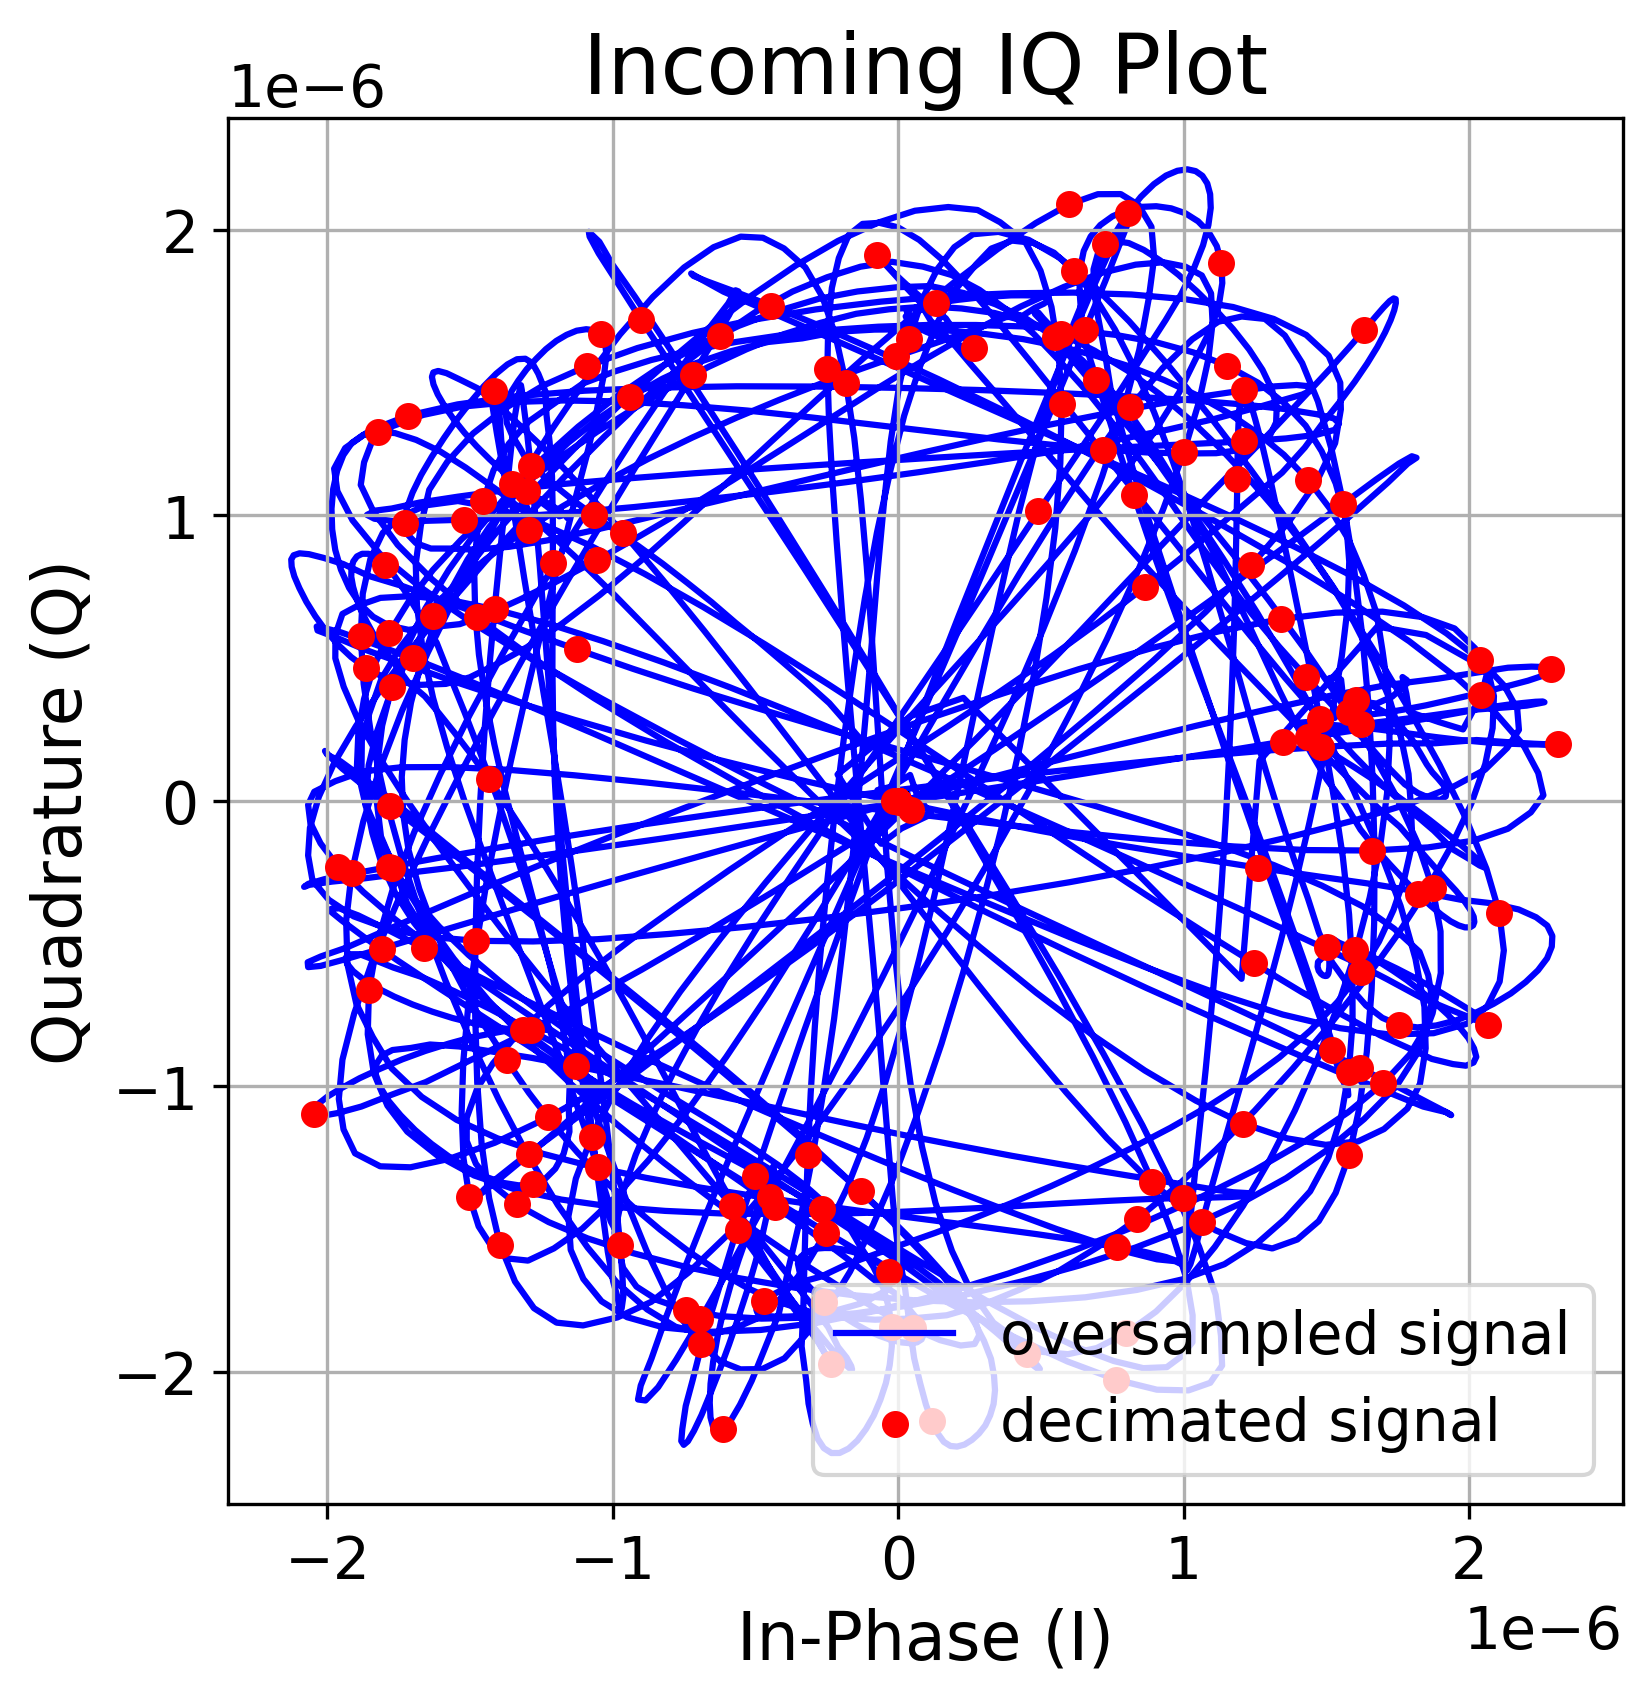 Incoming IQ Plot
1e−6
2
1
0
−1
−2
Quadrature (Q)
oversampled signal
decimated signal
−2 −1 0 1 2
1e−6
In-Phase (I)